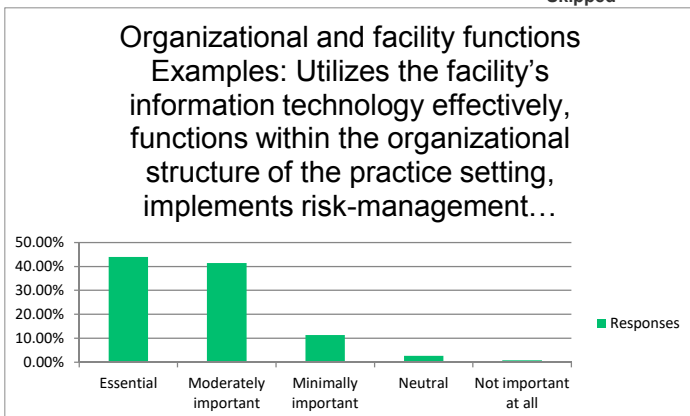 Skipped
Organizational and facility functions
Examples: Utilizes the facility’s
information technology effectively,
functions within the organizational
structure of the practice setting,
implements risk-management…
50.00%
40.00%
30.00%
20.00%
10.00%
0.00%
Essential
Moderately
important
Minimally
important
Neutral
Not important
at all
Responses